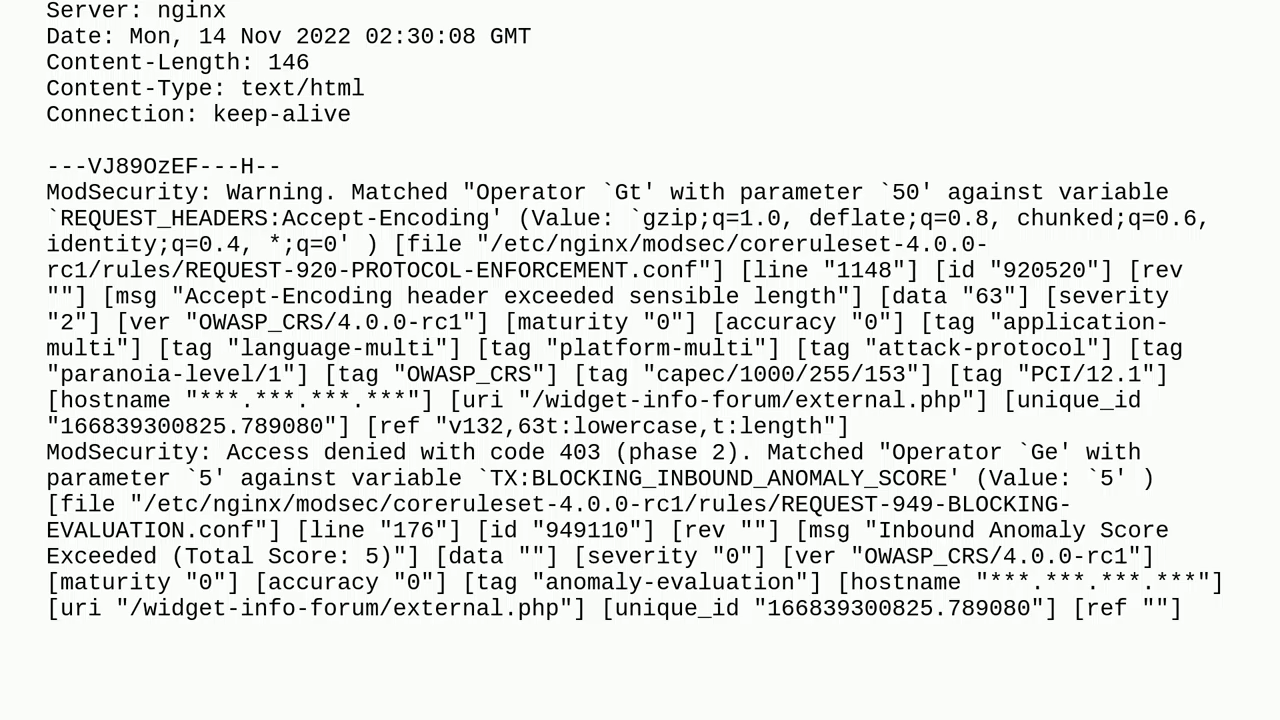 Server: nginx
Date: Mon, 14 Nov 2022 02:30:08 GMT
Content-Length: 146
Content-Type: text/html
Connection: keep-alive
---VJ89OzEF---H--
ModSecurity: Warning. Matched "Operator `Gt' with parameter `50' against variable
`REQUEST_HEADERS:Accept-Encoding' (Value: `gzip;q=1.0, deflate;q=0.8, chunked;q=0.6,
identity;q=0.4, *;q=0' ) [file "/etc/nginx/modsec/coreruleset-4.0.0-
rc1/rules/REQUEST-920-PROTOCOL-ENFORCEMENT.conf"] [line "1148"] [id "920520"] [rev
""] [msg "Accept-Encoding header exceeded sensible length"] [data "63"] [severity
"2"] [ver "OWASP_CRS/4.0.0-rc1"] [maturity "0"] [accuracy "0"] [tag "application-
multi"] [tag "language-multi"] [tag "platform-multi"] [tag "attack-protocol"] [tag
"paranoia-level/1"] [tag "OWASP_CRS"] [tag "capec/1000/255/153"] [tag "PCI/12.1"]
[hostname "***.***.***.***"] [uri "/widget-info-forum/external.php"] [unique_id
"166839300825.789080"] [ref "v132,63t:lowercase,t:length"]
ModSecurity: Access denied with code 403 (phase 2). Matched "Operator `Ge' with
parameter `5' against variable `TX:BLOCKING_INBOUND_ANOMALY_SCORE' (Value: `5' )
[file "/etc/nginx/modsec/coreruleset-4.0.0-rc1/rules/REQUEST-949-BLOCKING-
EVALUATION.conf"] [line "176"] [id "949110"] [rev ""] [msg "Inbound Anomaly Score
Exceeded (Total Score: 5)"] [data ""] [severity "0"] [ver "OWASP_CRS/4.0.0-rc1"]
[maturity "0"] [accuracy "0"] [tag "anomaly-evaluation"] [hostname "***.***.***.***"]
[uri "/widget-info-forum/external.php"] [unique_id "166839300825.789080"] [ref ""]